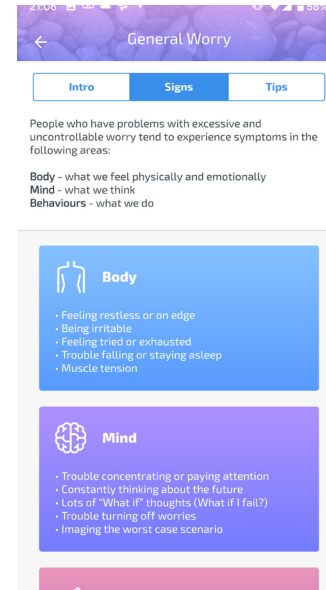 21:06
58%
General Worry
Intro
Signs
Tips
People who have problems with excessive and
uncontrollable worry tend to experience symptoms in the
following areas:
Body - what we feel physically and emotionally
Mind - what we think
Behaviours - what we do
Body
• Feeling restless or on edge
• Being irritable
• Feeling tried or exhausted
• Trouble falling or staying asleep
• Muscle tension
Mind
• Trouble concentrating or paying attention
• Constantly thinking about the future
• Lots of "What if" thoughts (What if I fail?)
• Trouble turning off worries
• Imaging the worst case scenario